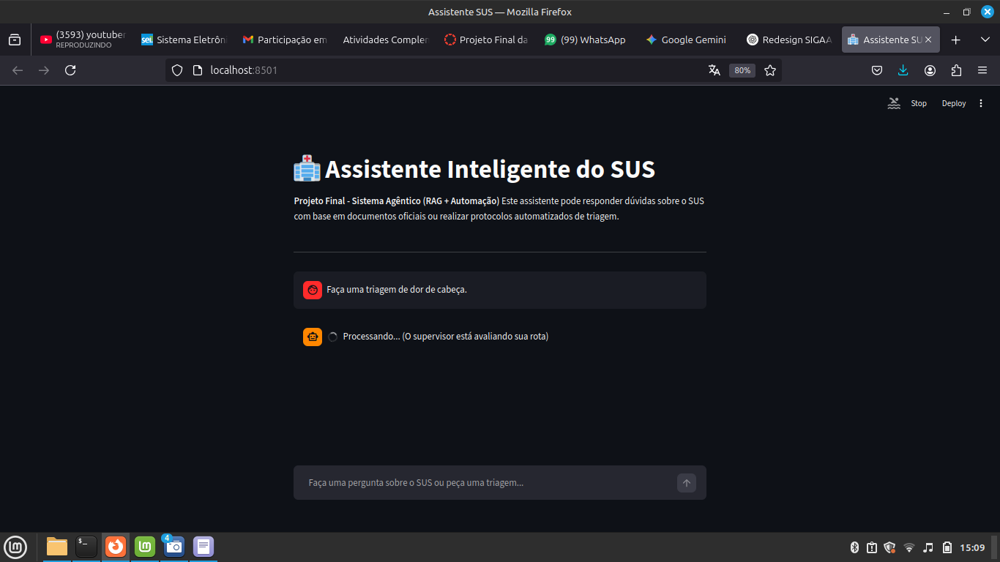 Assistente SUS — Mozilla Firefox
(3593) youtuber
REPRODUZINDO
sei.
Sistema Eletrôni
Participação em
Atividades Complem
Projeto Final da
99
(99) WhatsApp
Google Gemini
Redesign SIGAA
Assistente SU
localhost:8501
80%
Stop
Deploy
Assistente Inteligente do SUS
Projeto Final - Sistema Agêntico (RAG + Automação) Este assistente pode responder dúvidas sobre o SUS
com base em documentos oficiais ou realizar protocolos automatizados de triagem.
Faça uma triagem de dor de cabeça.
Processando... (O supervisor está avaliando sua rota)
Faça uma pergunta sobre o SUS ou peça uma triagem...
$_
4
15:09